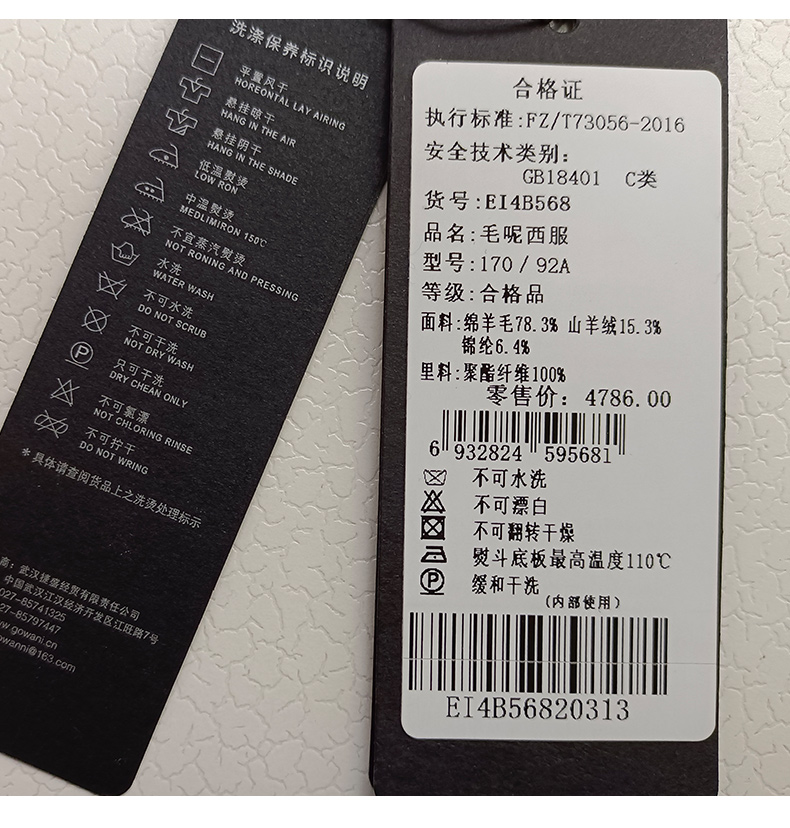 洗涤保养标识说明
平置风干
HOREONTAL LAY AIRING
悬挂晾干
HANG IN THE AIR
悬挂阴干
HANG IN THE SHADE
低温熨烫
LOW RON
中温熨烫
MEDLIMIRON 150℃
不宜蒸汽熨烫
NOT RONING AND PRESSING
水洗
WATER WASH
不可水洗
DO NOT SCRUB
不可干洗
NOT DRY WASH
只可干洗
DRY CHEAN ONLY
不可氯漂
NOT CHLORING RINSE
不可拧干
DO NOT WRING
*具体请查阅货品上之洗烫处理标示
商：武汉捷盛经贸有限责任公司
中国武汉江汉经济开发区江旺路7号
027-85741325
27-85797447
www.gowani.cn
owanni@163.com
合格证
执行标准:FZ/T73056-2016
安全技术类别:
GB18401 C类
货号:EI4B568
品名:毛呢西服
型号:170/92A
等级:合格品
面料:绵羊毛78.3% 山羊绒15.3%
锦纶6.4%
里料:聚酯纤维100%
零售价: 4786.00
6 932824 595681
不可水洗
不可漂白
不可翻转干燥
熨斗底板最高温度110℃
P 缓和干洗
(内部使用)
EI4B56820313